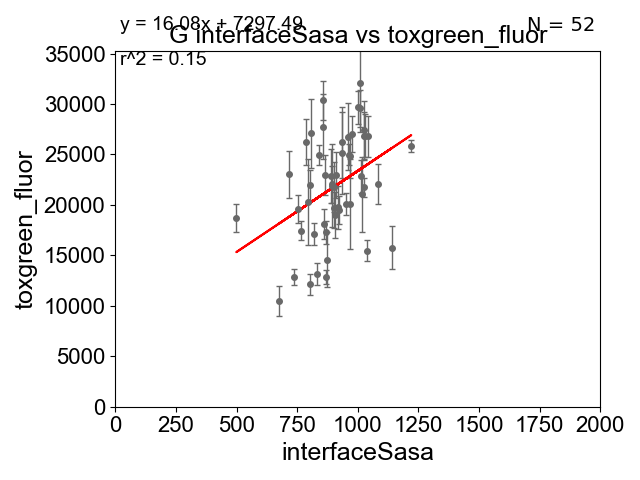 y = 16.08x + 7297.49
N = 52
G interfaceSasa vs toxgreen_fluor
r^2 = 0.15
35000
30000
25000
20000
15000
10000
5000
0
toxgreen_fluor
0 250 500 750 1000 1250 1500 1750 2000
interfaceSasa